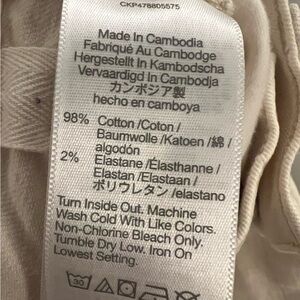 CKP478805575
Made In Cambodia
Fabriqué Au Cambodge
Hergestellt In Kambodscha
Vervaardigd In Cambodja
カンボジア製
hecho en camboya
98% Cotton /Coton /
Baumwolle /Katoen /綿 /
algodón
2% Elastane /Élasthanne /
Elastan /Elastaan /
ポリウレタン /elastano
Turn Inside Out. Machine
Wash Cold With Like Colors.
Non-Chlorine Bleach Only.
Tumble Dry Low. Iron On
Lowest Setting.
30